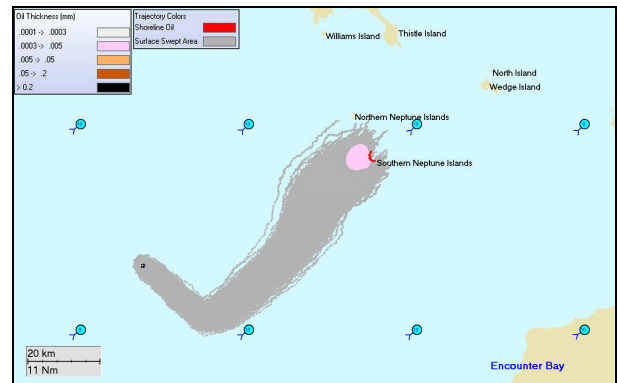 Oil Thickness (mm)
.0001 -> .0003
.0003 -> .005
.005 -> .05
.05 -> .2
> 0.2
Trajectory Colors
Shoreline Oil
Surface Swept Area
Williams Island
Thistle Island
North Island
Wedge Island
Northern Neptune Islands
Southern Neptune Islands
20 km
11 Nm
Encounter Bay